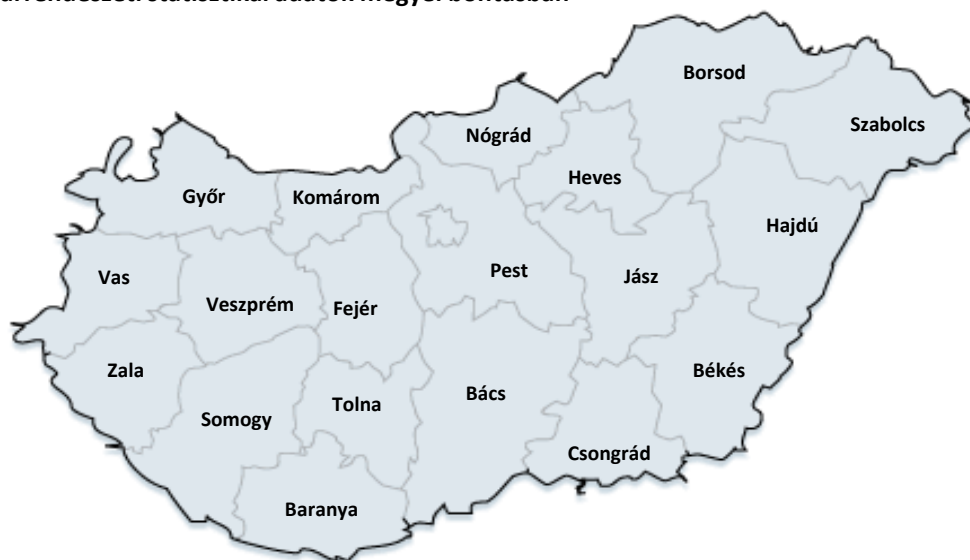 statisztikai adatok megyei bontásban
Borsod
Szabolcs
Nógrád
Heves
Győr
Komárom
Hajdú
Vas
Pest
Jász
Veszprém
Fejér
Zala
Békés
Bács
Tolna
Somogy
Csongrád
Baranya